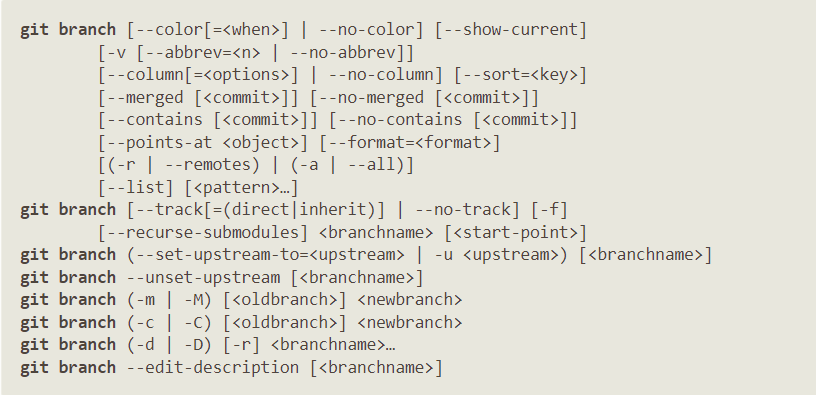 git branch [--color[=<when>] | --no-color] [--show-current]
[-v [--abbrev=<n> | --no-abbrev]]
[--column[=<options>] | --no-column] [--sort=<key>]
[--merged [<commit>]] [--no-merged [<commit>]]
[--contains [<commit>]] [--no-contains [<commit>]]
[--points-at <object>] [--format=<format>]
[(-r | --remotes) | (-a | --all)]
[--list] [<pattern>…]
git branch [--track[=(direct|inherit)] | --no-track] [-f]
[--recurse-submodules] <branchname> [<start-point>]
git branch (--set-upstream-to=<upstream> | -u <upstream>) [<branchname>]
git branch --unset-upstream [<branchname>]
git branch (-m | -M) [<oldbranch>] <newbranch>
git branch (-c | -C) [<oldbranch>] <newbranch>
git branch (-d | -D) [-r] <branchname>…
git branch --edit-description [<branchname>]